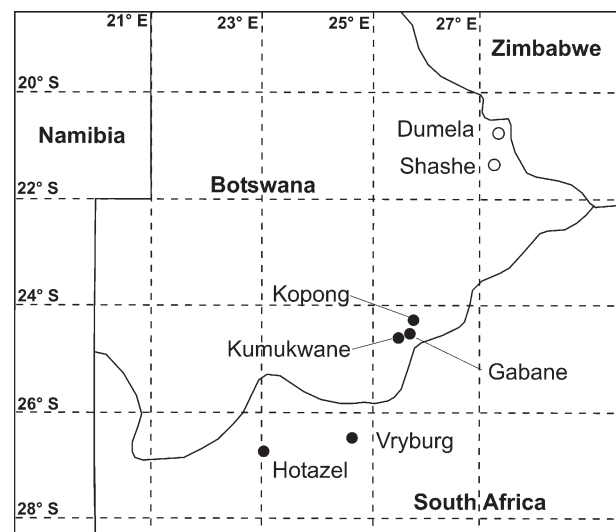 21° E 23° E 25° E 27° E
Zimbabwe
20° S
Dumela
Namibia
Shashe
Botswana
22° S
24° S
Kopong
Kumukwane
Gabane
26° S
Vryburg
Hotazel
South Africa
28° S